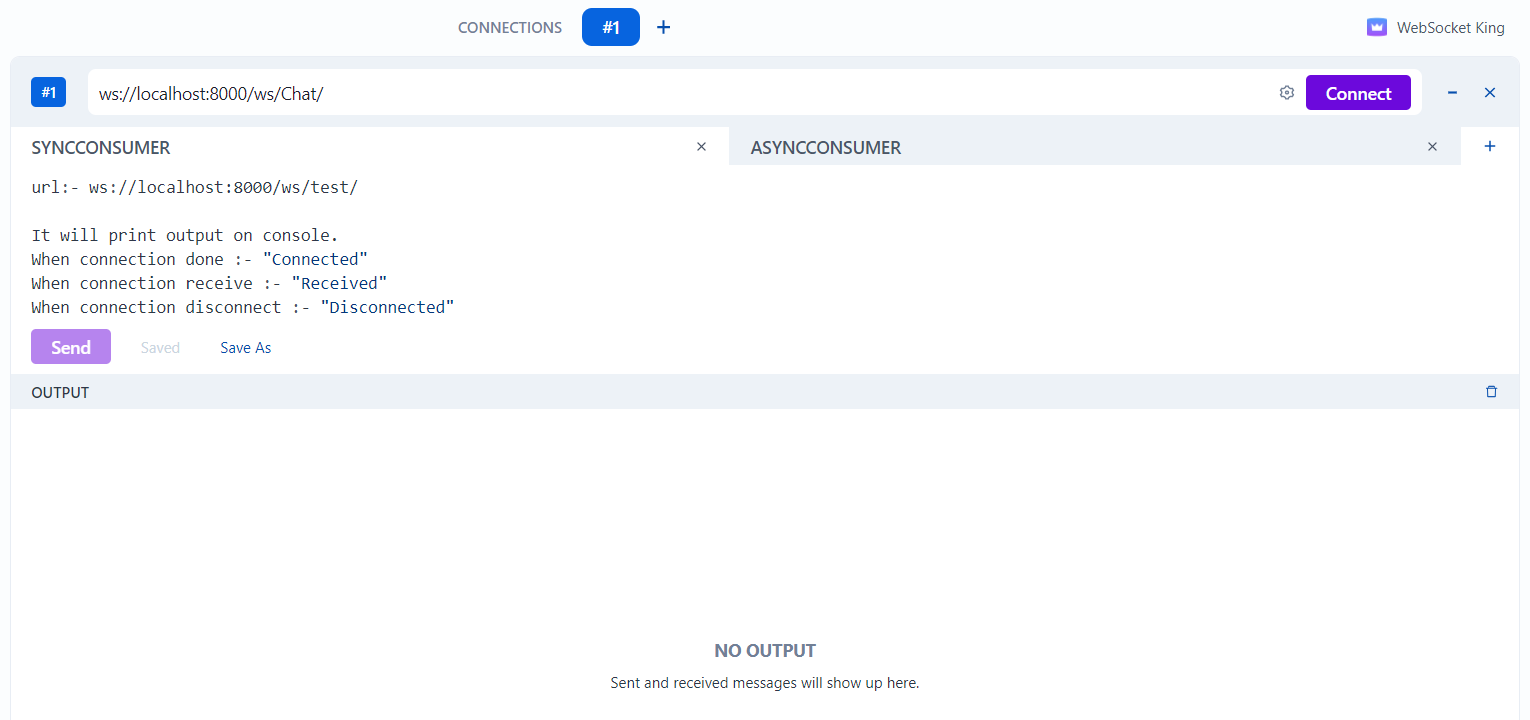 CONNECTIONS #1 + WebSocket King
#1 ws://localhost:8000/ws/Chat/ Connect
SYNCCONSUMER × ASYNCCONSUMER × +
url:- ws://localhost:8000/ws/test/
It will print output on console.
When connection done :- "Connected"
When connection receive :- "Received"
When connection disconnect :- "Disconnected"
Send Saved Save As
OUTPUT
NO OUTPUT
Sent and received messages will show up here.